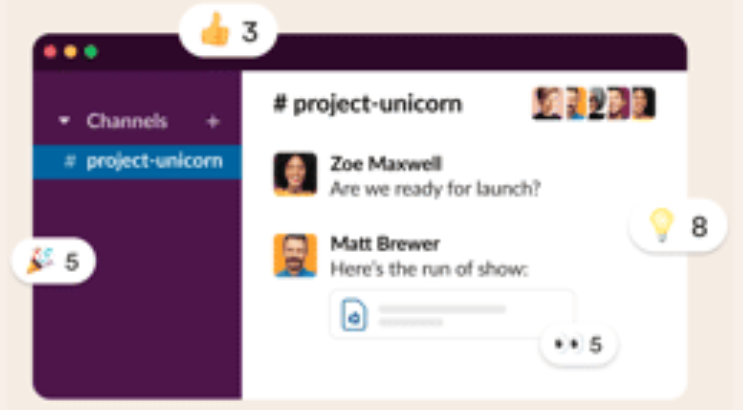 👍 3
Channels +
# project-unicorn
# project-unicorn
Zoe Maxwell
Are we ready for launch?
Matt Brewer
Here's the run of show:
🎉 5
💡 8
👀 5